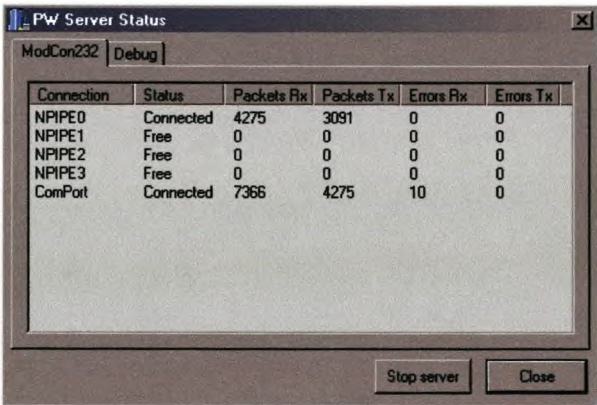 PW Server Status
ModCon232 Debug
Connection Status Packets Rx Packets Tx Errors Rx Errors Tx
NPIPE0 Connected 4275 3091 0 0
NPIPE1 Free 0 0 0 0
NPIPE2 Free 0 0 0 0
NPIPE3 Free 0 0 0 0
ComPort Connected 7366 4275 10 0
Stop server Close